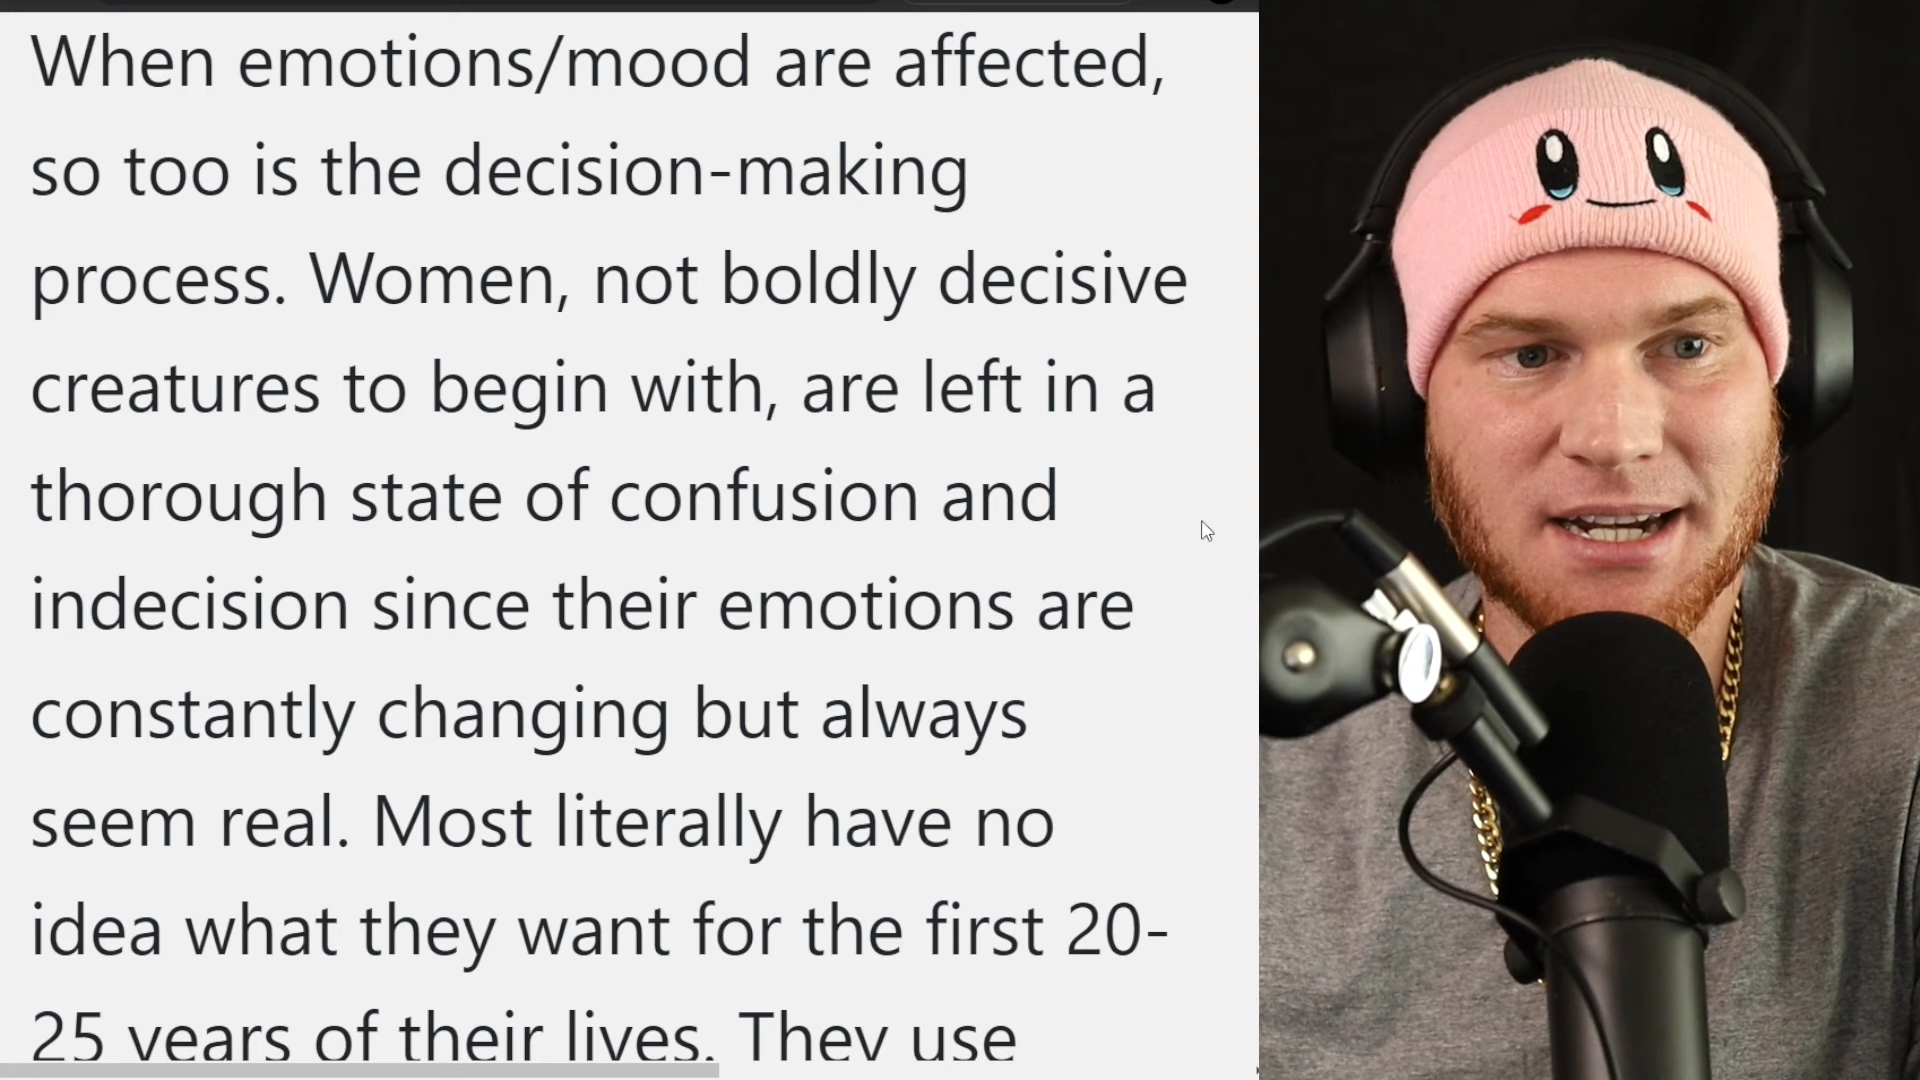 When emotions/mood are affected,
so too is the decision-making
process. Women, not boldly decisive
creatures to begin with, are left in a
thorough state of confusion and
indecision since their emotions are
constantly changing but always
seem real. Most literally have no
idea what they want for the first 20-
25 years of their lives. They use